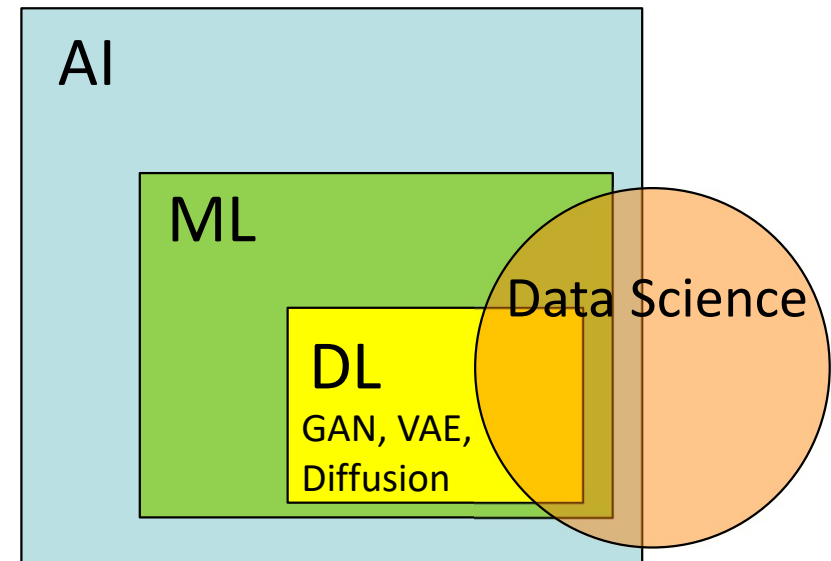 AI
ML
Data Science
DL
GAN, VAE,
Diffusion